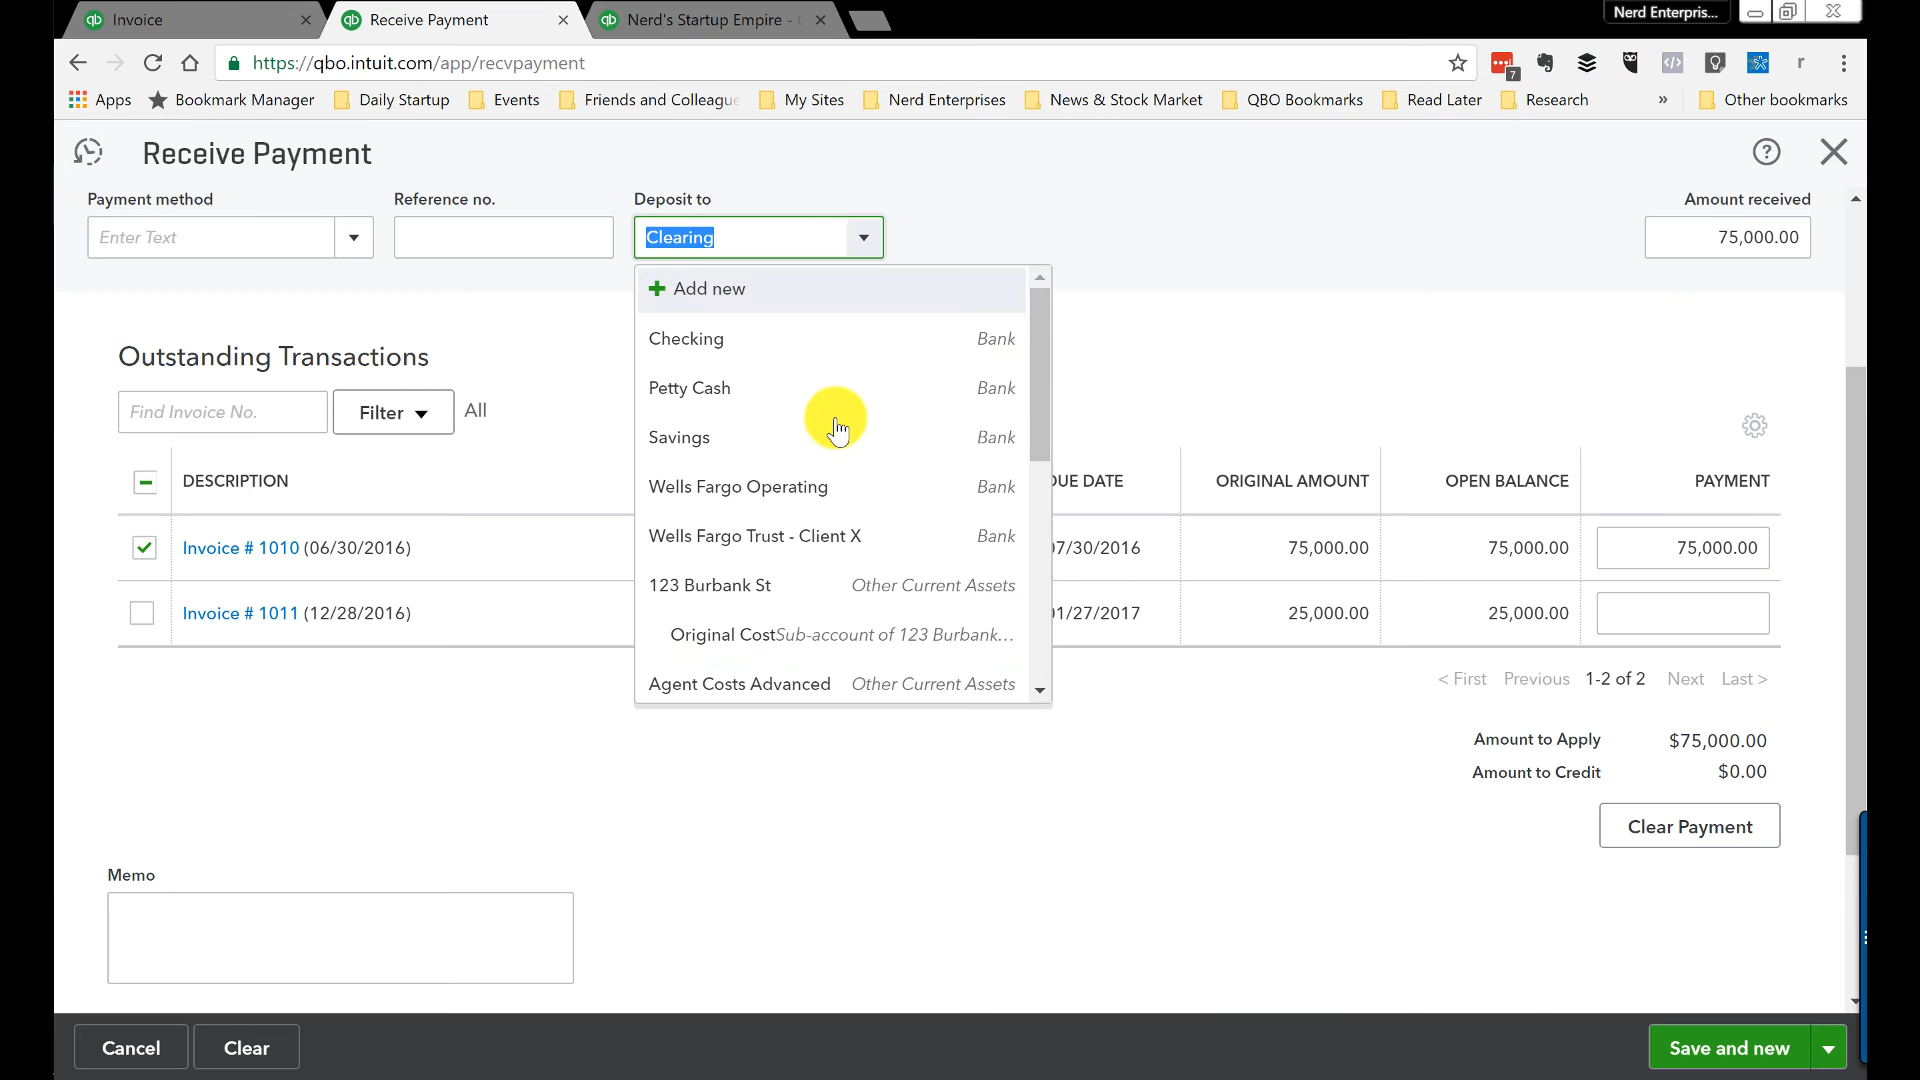 Invoice
Receive Payment
Nerd's Startup Empire -
Nerd Enterpris...
https://qbo.intuit.com/app/recvpayment
7
r
Apps
Bookmark Manager
Daily Startup
Events
Friends and Colleagu
My Sites
Nerd Enterprises
News & Stock Market
QBO Bookmarks
Read Later
Research
»
Other bookmarks
Receive Payment
Payment method
Reference no.
Deposit to
Amount received
Enter Text
Clearing
75,000.00
Add new
Checking Bank
Petty Cash Bank
Savings Bank
Wells Fargo Operating Bank
Wells Fargo Trust - Client X Bank
123 Burbank St Other Current Assets
Original Cost Sub-account of 123 Burbank...
Agent Costs Advanced Other Current Assets
Outstanding Transactions
Find Invoice No.
Filter
All
DESCRIPTION DUE DATE ORIGINAL AMOUNT OPEN BALANCE PAYMENT
Invoice # 1010 (06/30/2016) 07/30/2016 75,000.00 75,000.00 75,000.00
Invoice # 1011 (12/28/2016) 01/27/2017 25,000.00 25,000.00
< First Previous 1-2 of 2 Next Last >
Amount to Apply $75,000.00
Amount to Credit $0.00
Clear Payment
Memo
Cancel
Clear
Save and new